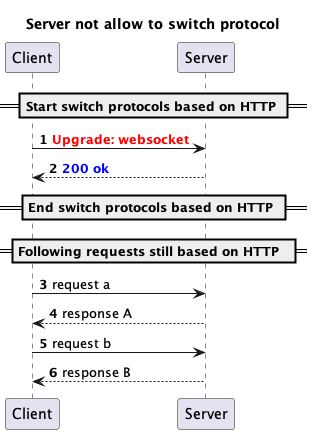 Server not allow to switch protocol
Client Server
Start switch protocols based on HTTP
1 Upgrade: websocket
2 200 ok
End switch protocols based on HTTP
Following requests still based on HTTP
3 request a
4 response A
5 request b
6 response B
Client Server